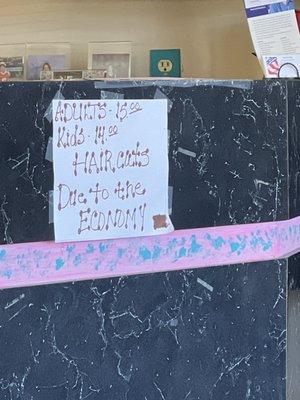 ADULTS - 15.00
Kids - 14.00
HAIR cuts
Due to the
ECONOMY